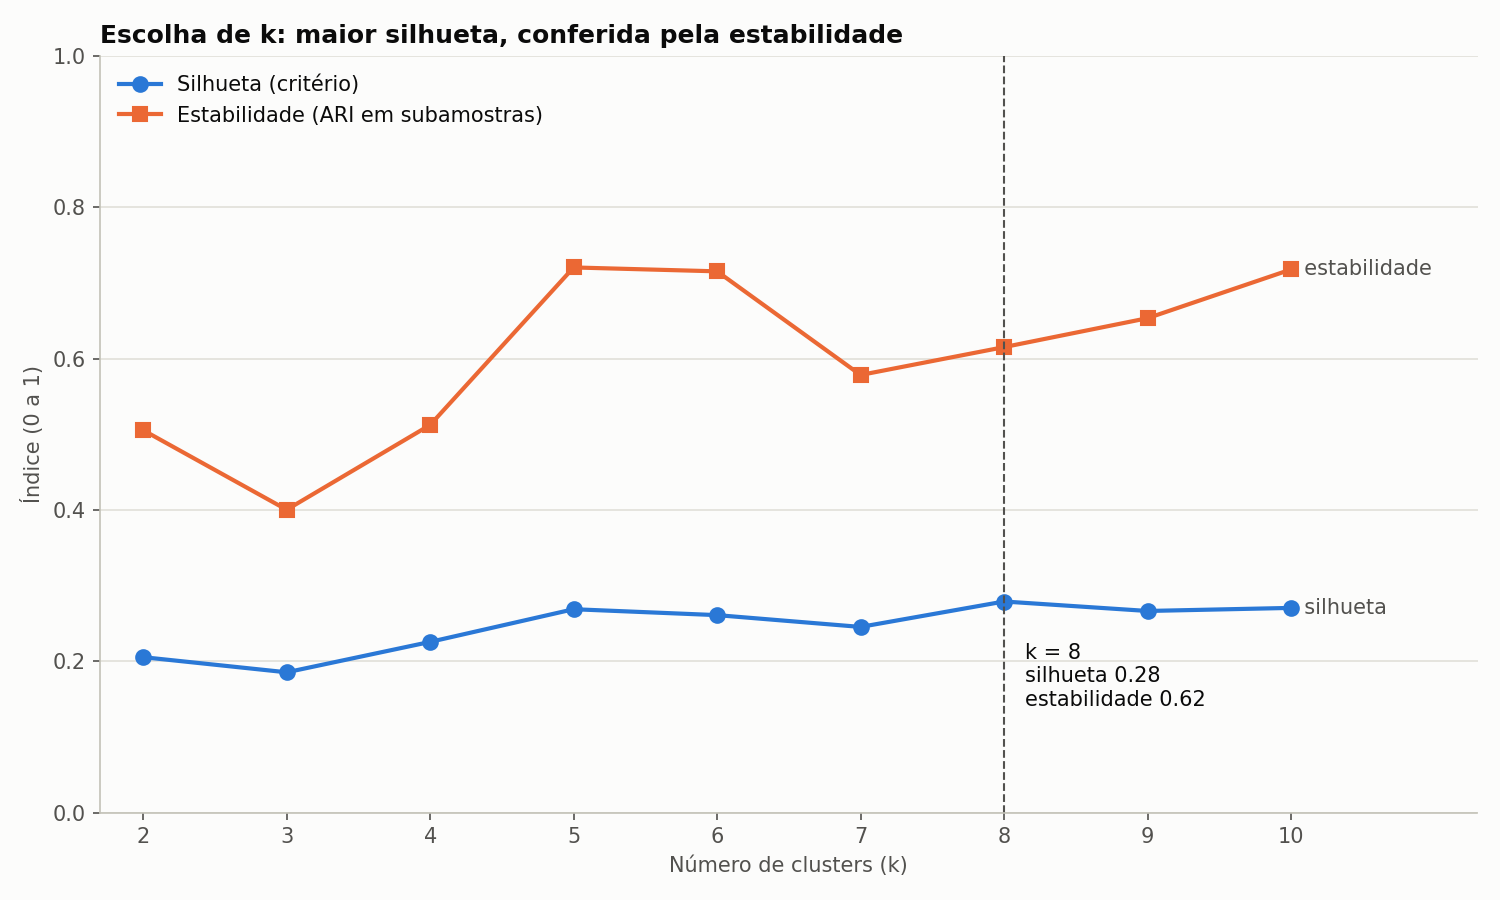 Escolha de k: maior silhueta, conferida pela estabilidade
Silhueta (critério)
Estabilidade (ARI em subamostras)
Índice (0 a 1)
1.0
0.8
0.6
0.4
0.2
0.0
estabilidade
silhueta
k = 8
silhueta 0.28
estabilidade 0.62
2 3 4 5 6 7 8 9 10
Número de clusters (k)